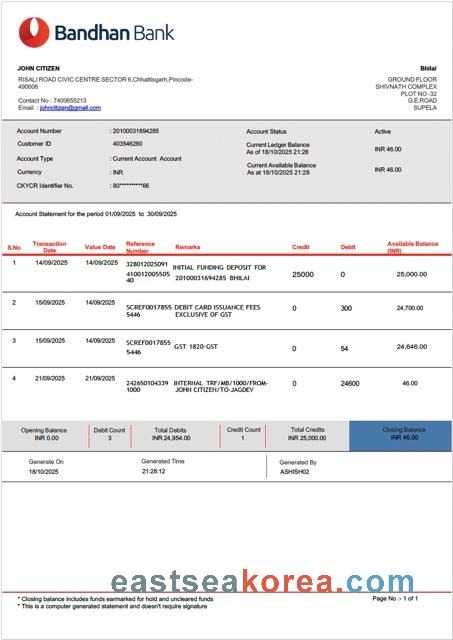 Bandhan Bank
JOHN CITIZEN
RISALI ROAD CIVIC CENTRE SECTOR 6,Chhattisgarh,Pincode-
490006
Contact No : 7400655213
Email : johncitizen@gmail.com
Bhilai
GROUND FLOOR
SHIVNATH COMPLEX
PLOT NO -32
G.E.ROAD
SUPELA
Account Number : 20100031694285
Customer ID : 403546280
Account Type : Current Account Account
Currency : INR
CKYCR Identifier No. : 80*********66
Account Status Active
Current Ledger Balance
As of 18/10/2025 21:28 INR 46.00
Current Available Balance
As at 18/10/2025 21:28 INR 46.00
Account Statement for the period 01/09/2025 to 30/09/2025
S.No Transaction Date Value Date Reference Number Remarks Credit Debit Available Balance (INR)
1 14/09/2025 14/09/2025 328012025091 INITIAL FUNDING DEPOSIT FOR 25000 0 25,000.00
410012005505 20100031694285 BHILAI
40
2 15/09/2025 14/09/2025 SCREF0017855 DEBIT CARD ISSUANCE FEES 0 300 24,700.00
5446 EXCLUSIVE OF GST
3 15/09/2025 14/09/2025 SCREF0017855 GST 1820-GST 0 54 24,646.00
5446
4 21/09/2025 21/09/2025 242650104339 INTERNAL TRF/MB/1000/FROM- 0 24600 46.00
1000 JOHN CITIZEN/TO-JAGDEV
Opening Balance Debit Count Total Debits Credit Count Total Credits Closing Balance
INR 0.00 3 INR 24,954.00 1 INR 25,000.00 INR 46.00
Generate On Generated Time Generated By
18/10/2025 21:28:12 ASHISH02
eastseakorea.com
* Closing balance includes funds earmarked for hold and uncleared funds Page No :- 1 of 1
* This is a computer generated statement and doesn't require signature